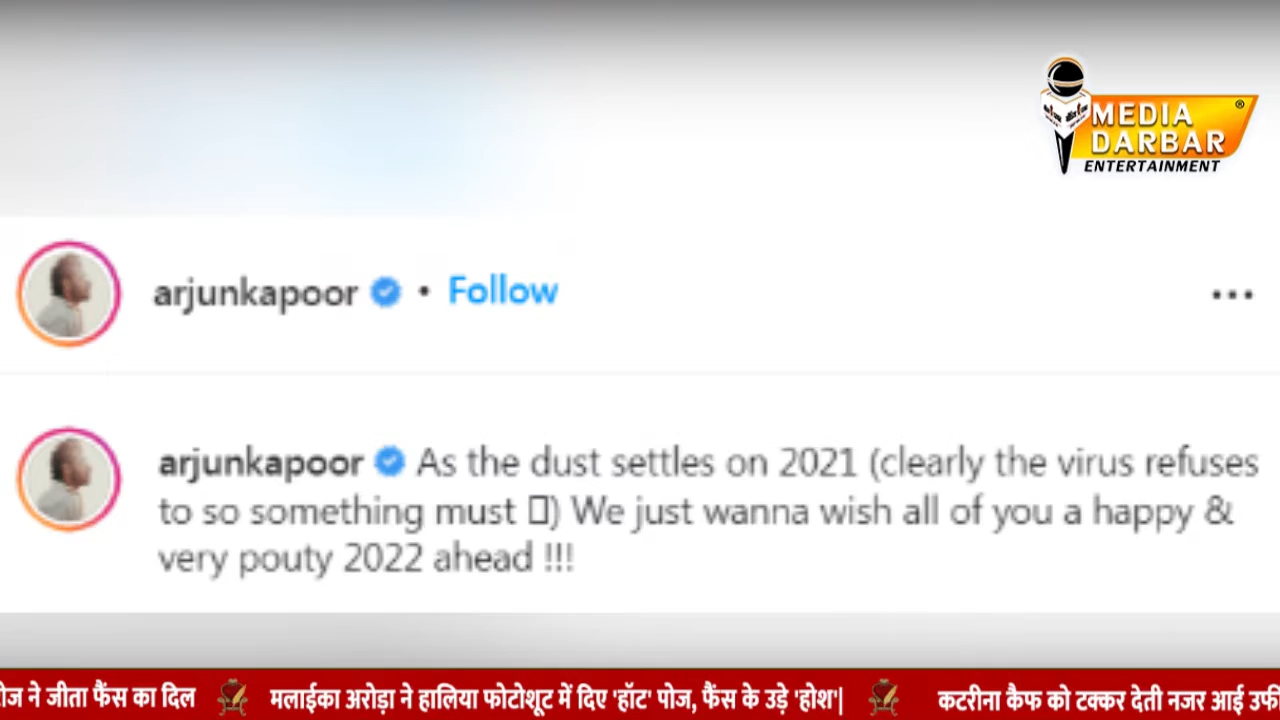 MEDIA
DARBAR
ENTERTAINMENT
arjunkapoor • Follow
arjunkapoor As the dust settles on 2021 (clearly the virus refuses
to so something must ▯) We just wanna wish all of you a happy &
very pouty 2022 ahead !!!
ने जीता फैंस का दिल मलाईका अरोड़ा ने हालिया फोटोशूट में दिए 'हॉट' पोज, फैंस के उड़े 'होश'| कटरीना कैफ को टक्कर देती नजर आई